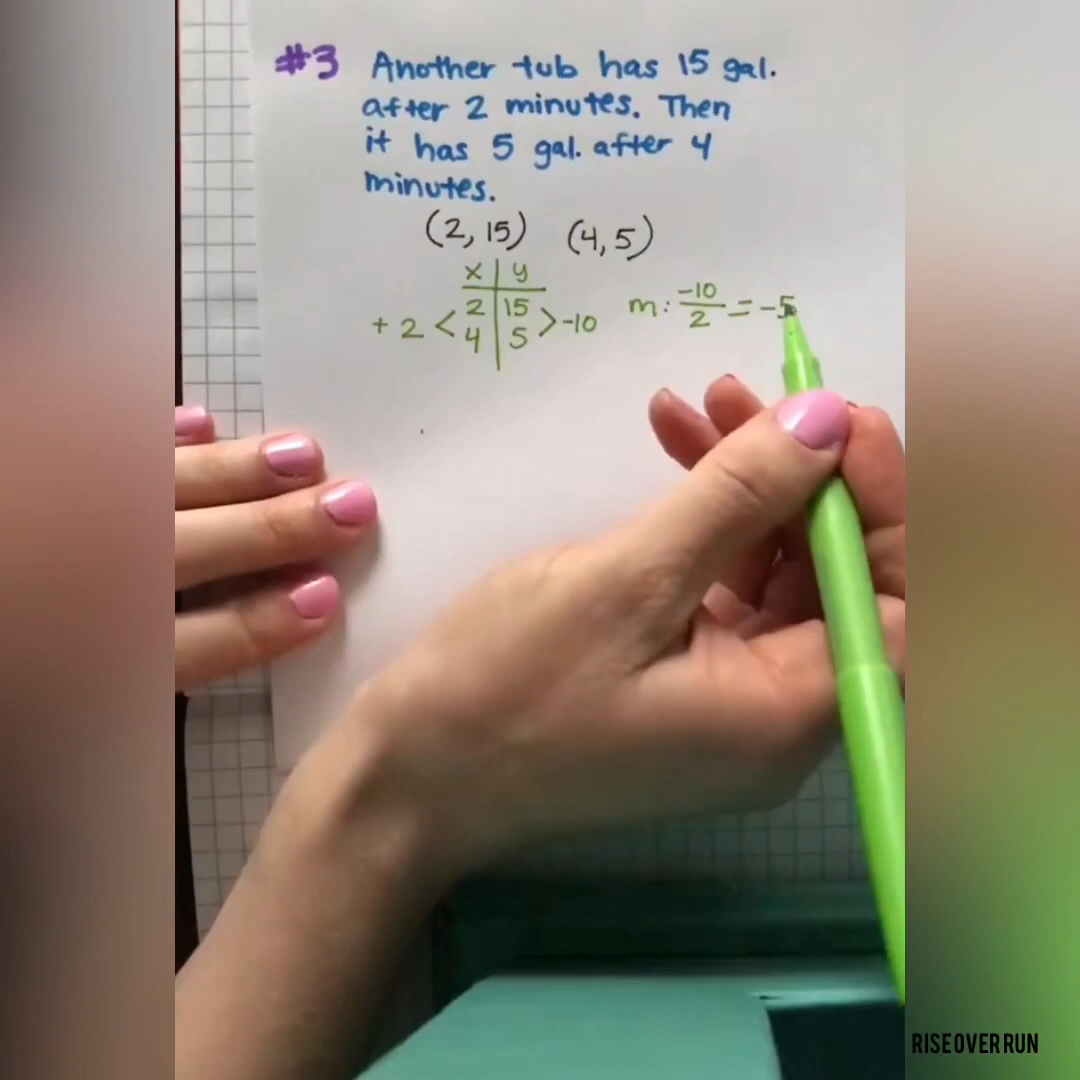 #3 Another tub has 15 gal.
after 2 minutes. Then
it has 5 gal. after 4
minutes.
(2, 15) (4, 5)
x | y
+ 2 < 2 | 15 > -10 m: -10/2 = -5
4 | 5
RISE OVER RUN